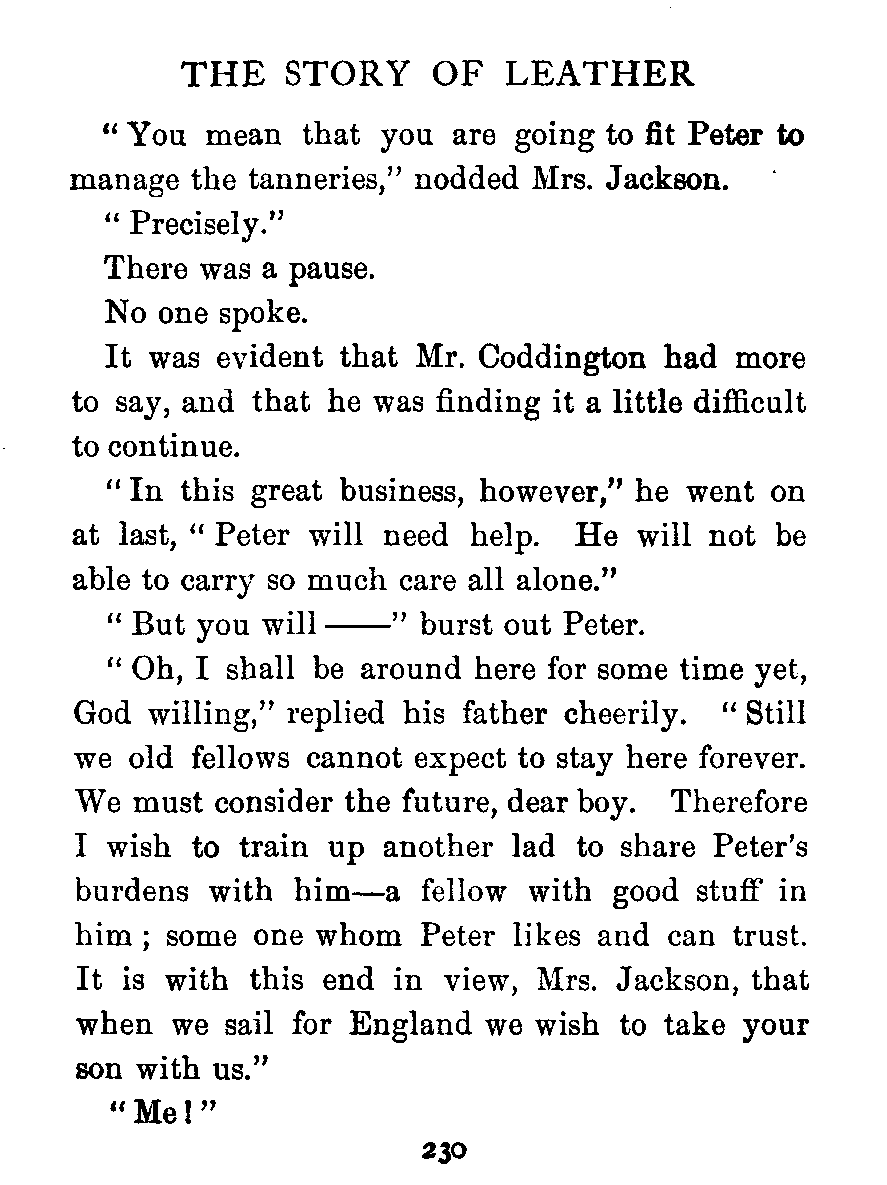 THE STORY OF LEATHER
“ You mean that you are going to fit Peter to
manage the tanneries,” nodded Mrs. Jackson.
“ Precisely.”
There was a pause.
No one spoke.
It was evident that Mr. Coddington had more
to say, and that he was finding it a little difficult
to continue.
“ In this great business, however,” he went on
at last, “ Peter will need help. He will not be
able to carry so much care all alone.”
“ But you will ——” burst out Peter.
“ Oh, I shall be around here for some time yet,
God willing,” replied his father cheerily. “ Still
we old fellows cannot expect to stay here forever.
We must consider the future, dear boy. Therefore
I wish to train up another lad to share Peter’s
burdens with him—a fellow with good stuff in
him ; some one whom Peter likes and can trust.
It is with this end in view, Mrs. Jackson, that
when we sail for England we wish to take your
son with us.”
“ Me ! ”
230